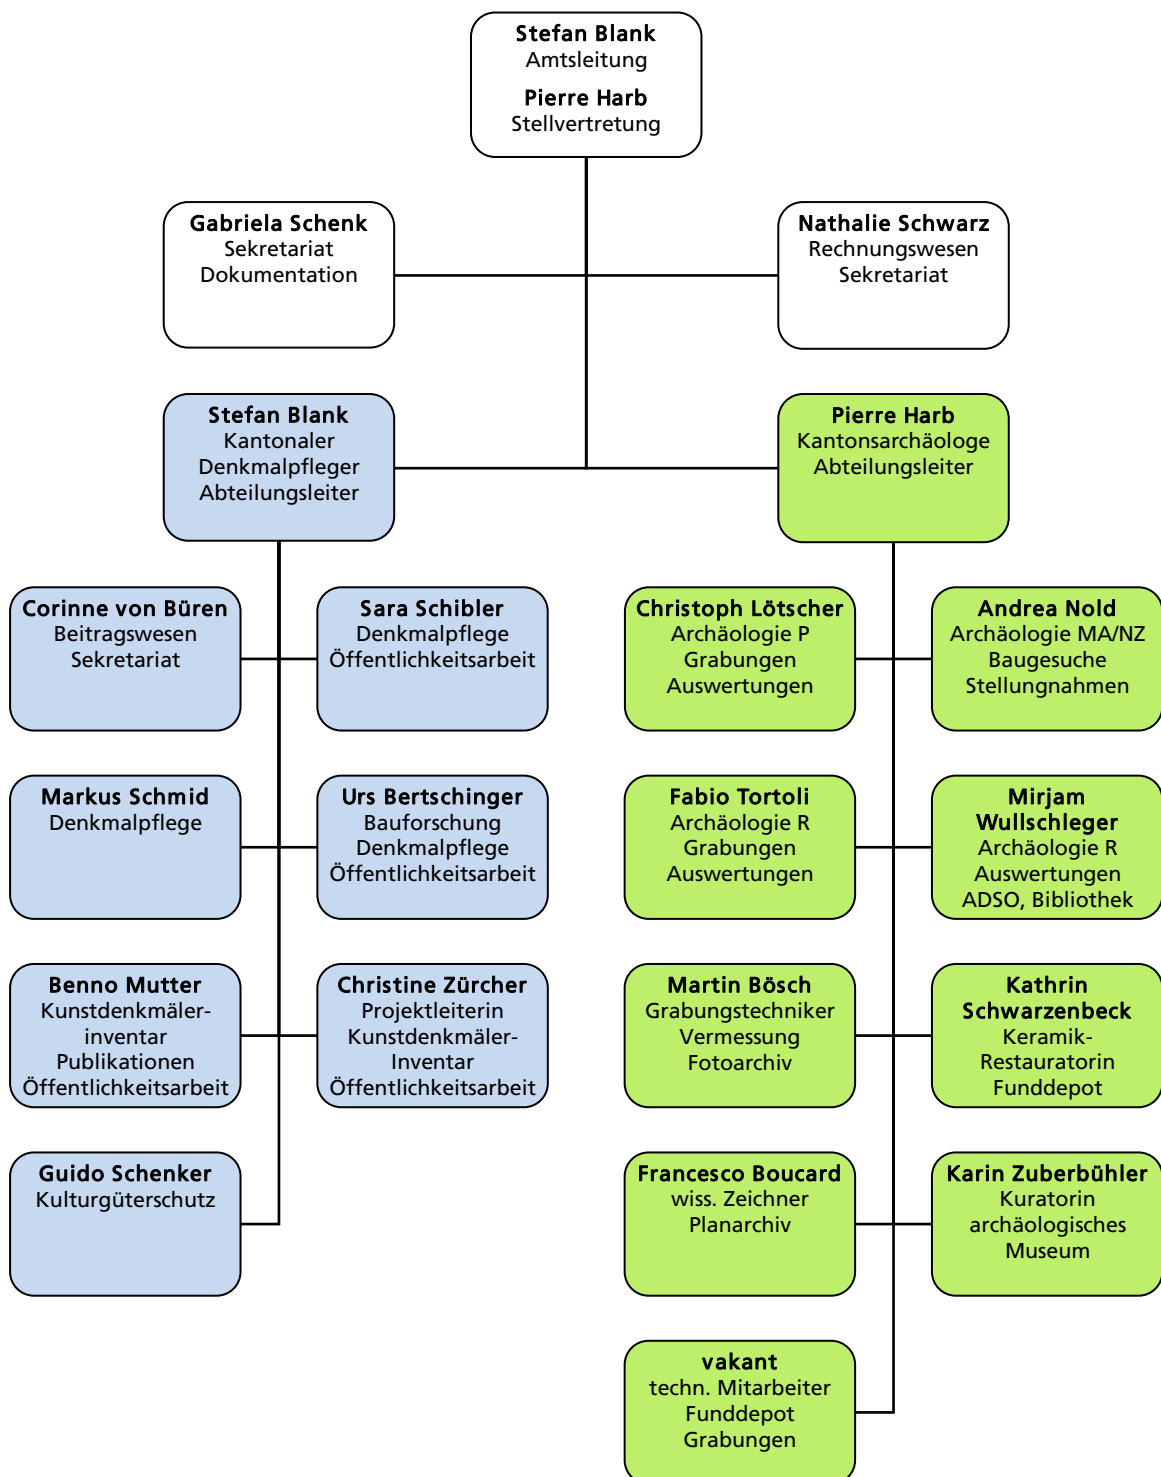 Stefan Blank
Amtsleitung
Pierre Harb
Stellvertretung
Gabriela Schenk
Sekretariat
Dokumentation
Nathalie Schwarz
Rechnungswesen
Sekretariat
Stefan Blank
Kantonaler
Denkmalpfleger
Abteilungsleiter
Pierre Harb
Kantonsarchäologe
Abteilungsleiter
Corinne von Büren
Beitragswesen
Sekretariat
Sara Schibler
Denkmalpflege
Öffentlichkeitsarbeit
Christoph Lötscher
Archäologie P
Grabungen
Auswertungen
Andrea Nold
Archäologie MA/NZ
Baugesuche
Stellungnahmen
Markus Schmid
Denkmalpflege
Urs Bertschinger
Bauforschung
Denkmalpflege
Öffentlichkeitsarbeit
Fabio Tortoli
Archäologie R
Grabungen
Auswertungen
Mirjam
Wullschleger
Archäologie R
Auswertungen
ADSO, Bibliothek
Benno Mutter
Kunstdenkmäler-
inventar
Publikationen
Öffentlichkeitsarbeit
Christine Zürcher
Projektleiterin
Kunstdenkmäler-
Inventar
Öffentlichkeitsarbeit
Martin Bösch
Grabungstechniker
Vermessung
Fotoarchiv
Kathrin
Schwarzenbeck
Keramik-
Restauratorin
Funddepot
Guido Schenker
Kulturgüterschutz
Francesco Boucard
wiss. Zeichner
Planarchiv
Karin Zuberbühler
Kuratorin
archäologisches
Museum
vakant
techn. Mitarbeiter
Funddepot
Grabungen